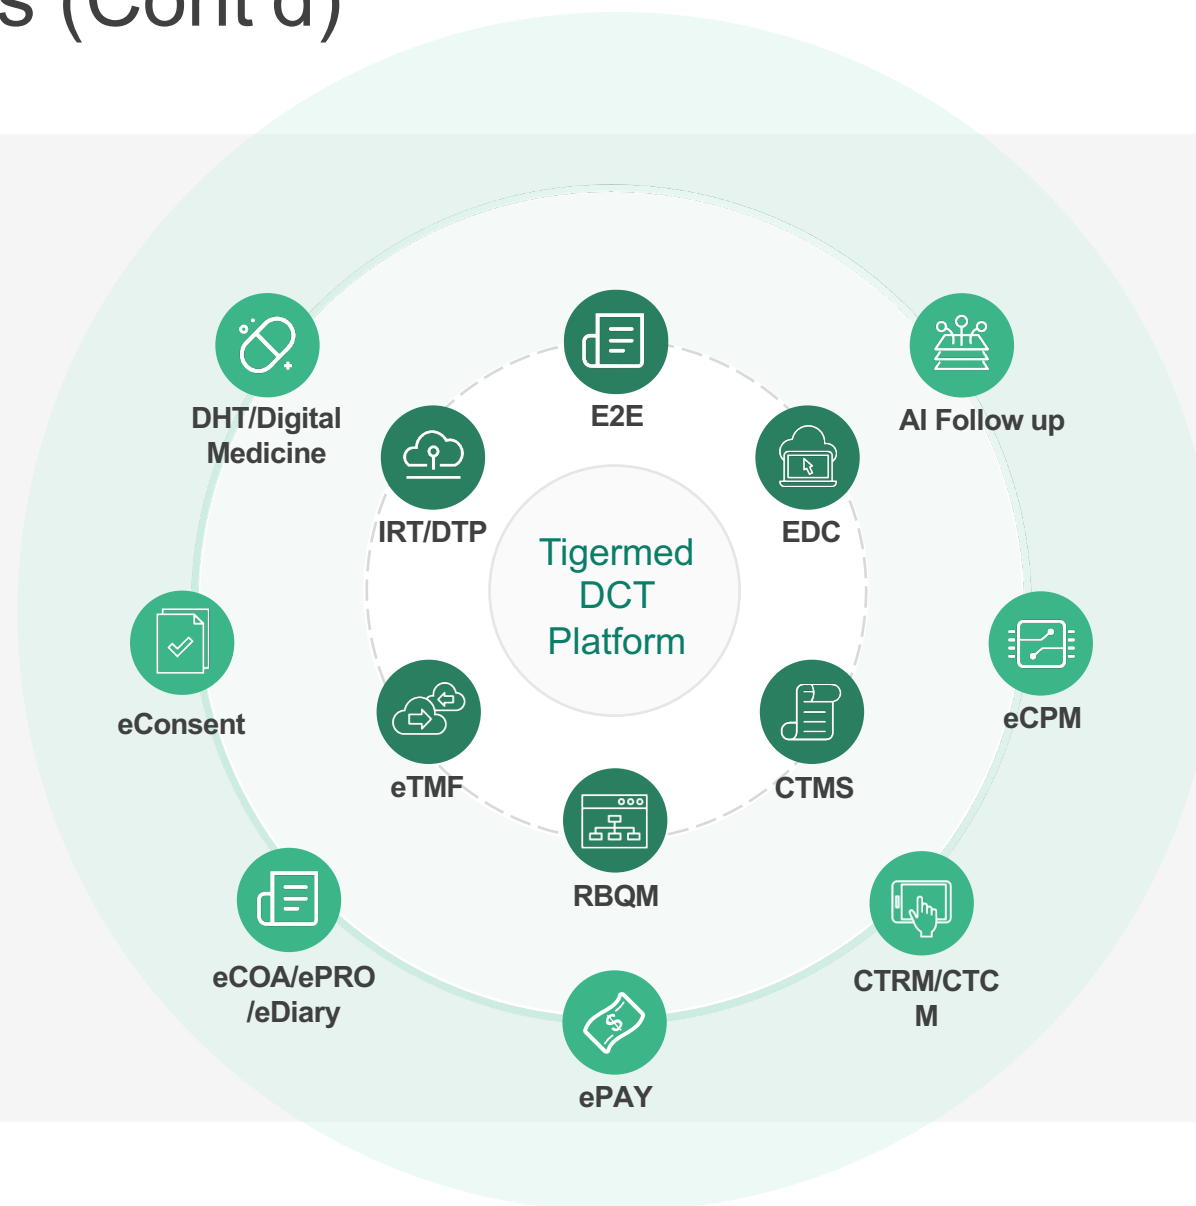 s (Cont'd)
E2E
DHT/Digital
Medicine
AI Follow up
IRT/DTP
EDC
Tigermed
DCT
Platform
eConsent
eCPM
eTMF
CTMS
RBQM
eCOA/ePRO
/eDiary
CTRM/CTC
M
$
ePAY